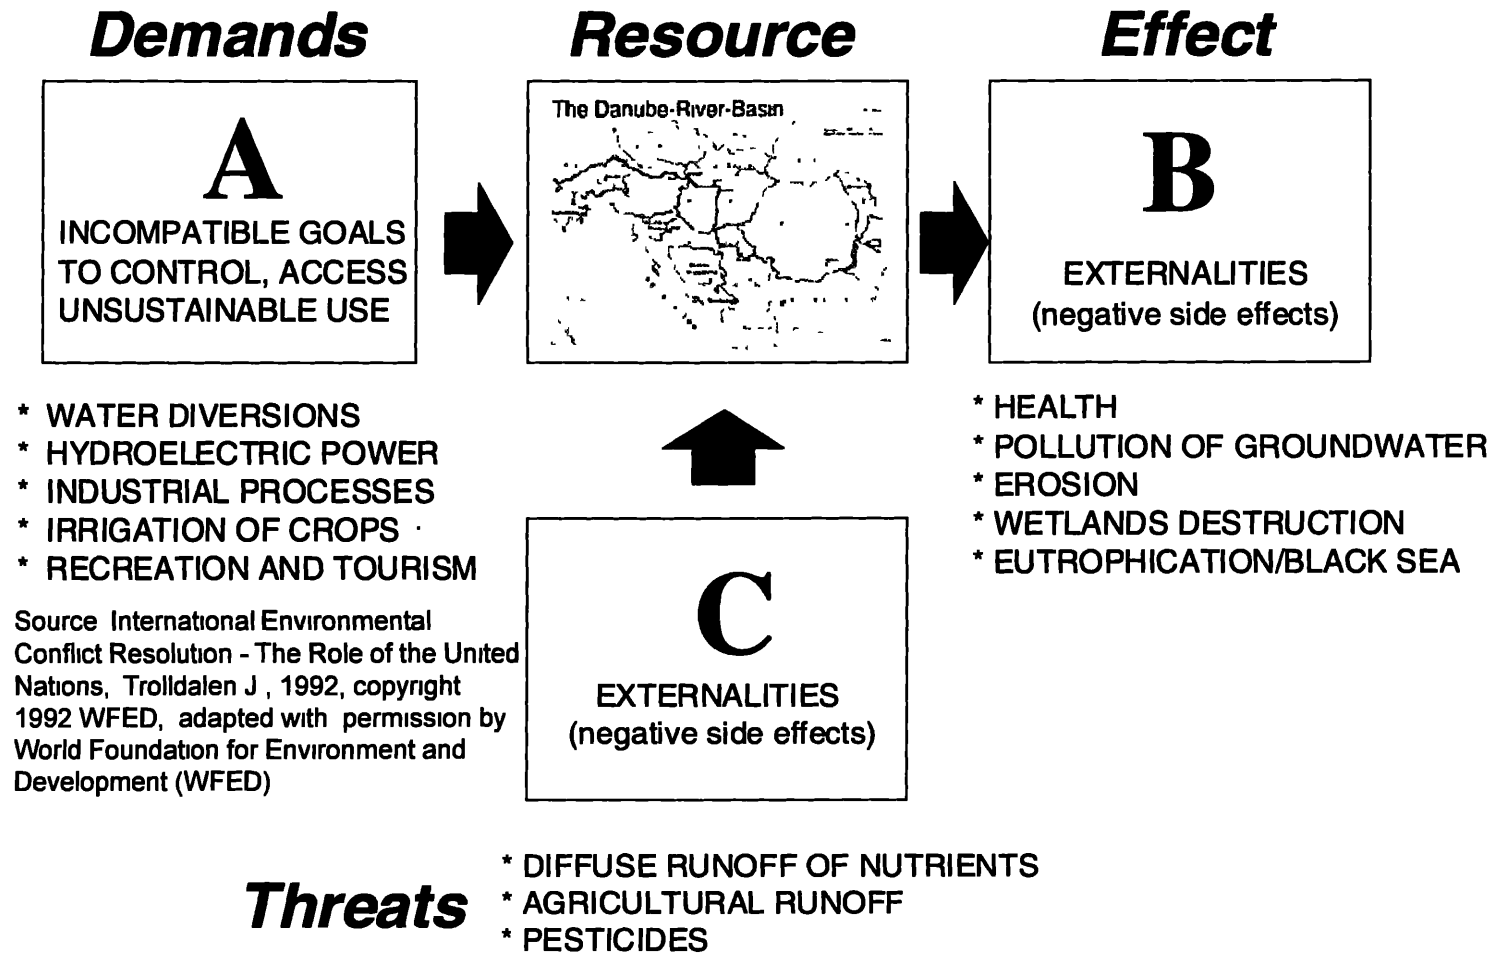 Demands
Resource
Effect
A
INCOMPATIBLE GOALS
TO CONTROL, ACCESS
UNSUSTAINABLE USE
The Danube-River-Basin
B
EXTERNALITIES
(negative side effects)
* WATER DIVERSIONS
* HYDROELECTRIC POWER
* INDUSTRIAL PROCESSES
* IRRIGATION OF CROPS
* RECREATION AND TOURISM
* HEALTH
* POLLUTION OF GROUNDWATER
* EROSION
* WETLANDS DESTRUCTION
* EUTROPHICATION/BLACK SEA
Source International Environmental
Conflict Resolution - The Role of the United
Nations, Trolldalen J , 1992, copyright
1992 WFED, adapted with permission by
World Foundation for Environment and
Development (WFED)
C
EXTERNALITIES
(negative side effects)
Threats
* DIFFUSE RUNOFF OF NUTRIENTS
* AGRICULTURAL RUNOFF
* PESTICIDES